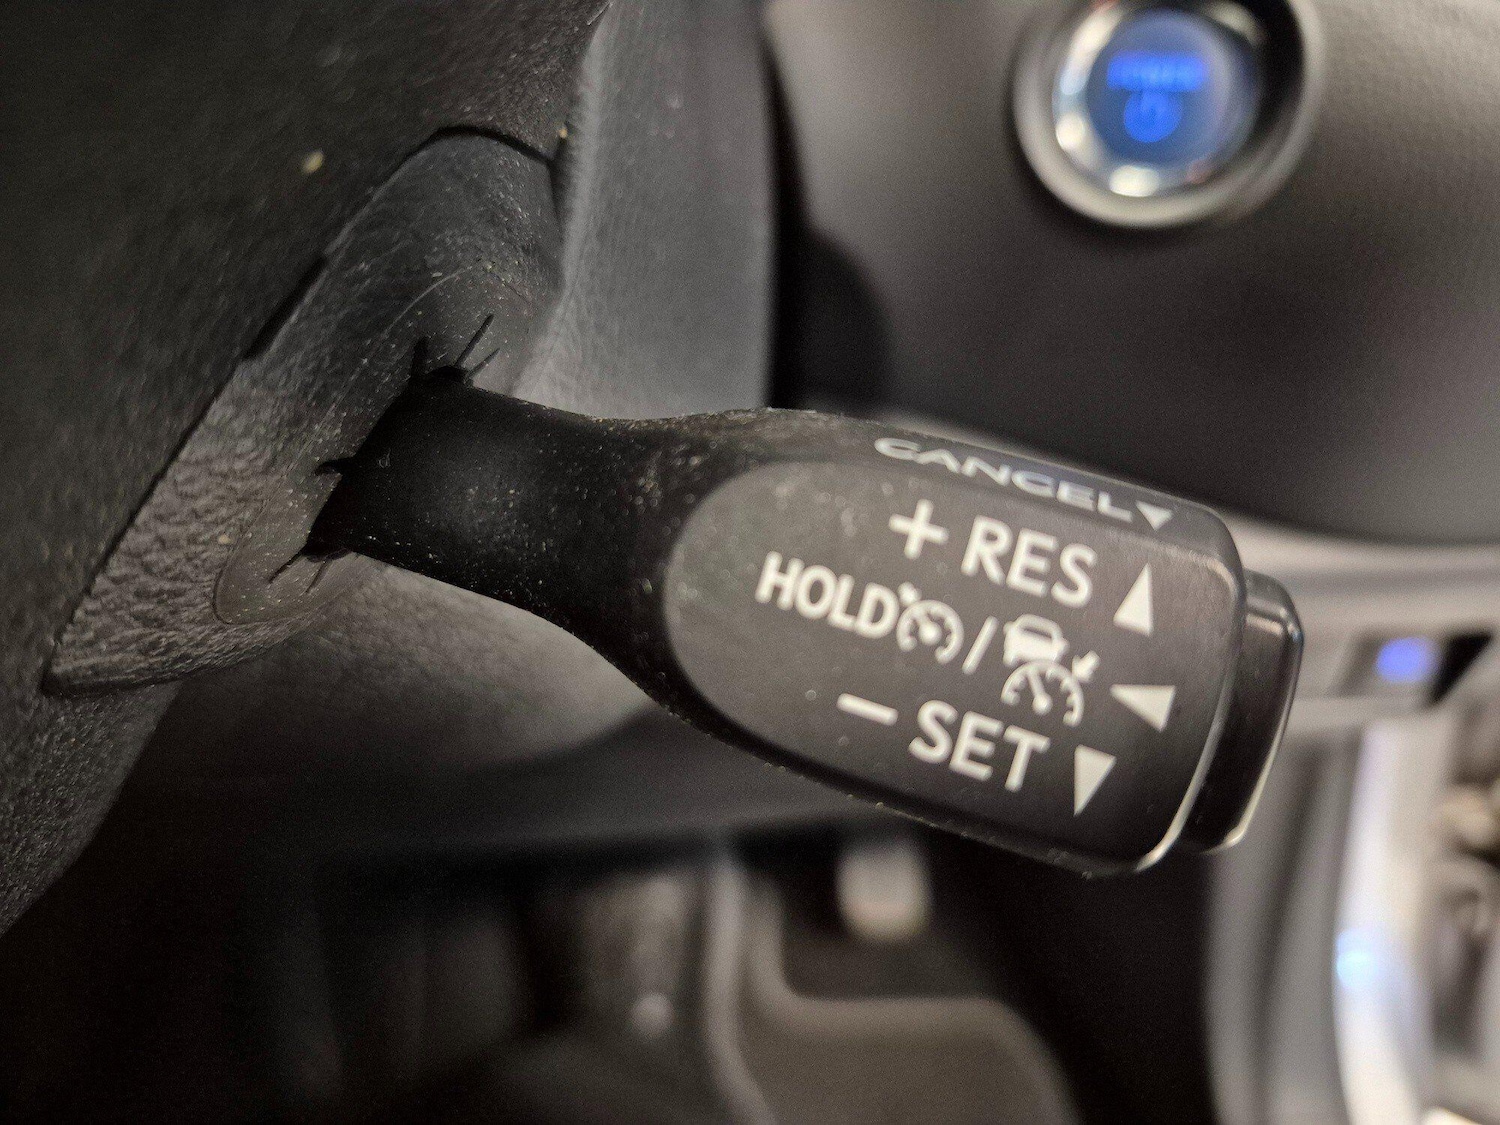 CANCEL
+ RES
HOLD /
− SET